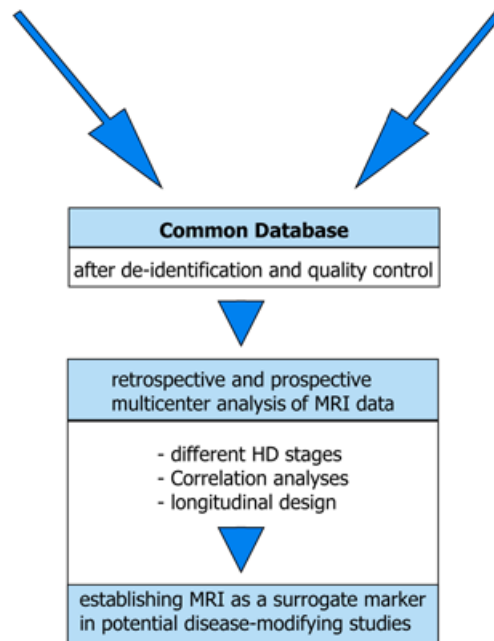 Common Database
after de-identification and quality control
retrospective and prospective
multicenter analysis of MRI data
- different HD stages
- Correlation analyses
- longitudinal design
establishing MRI as a surrogate marker
in potential disease-modifying studies